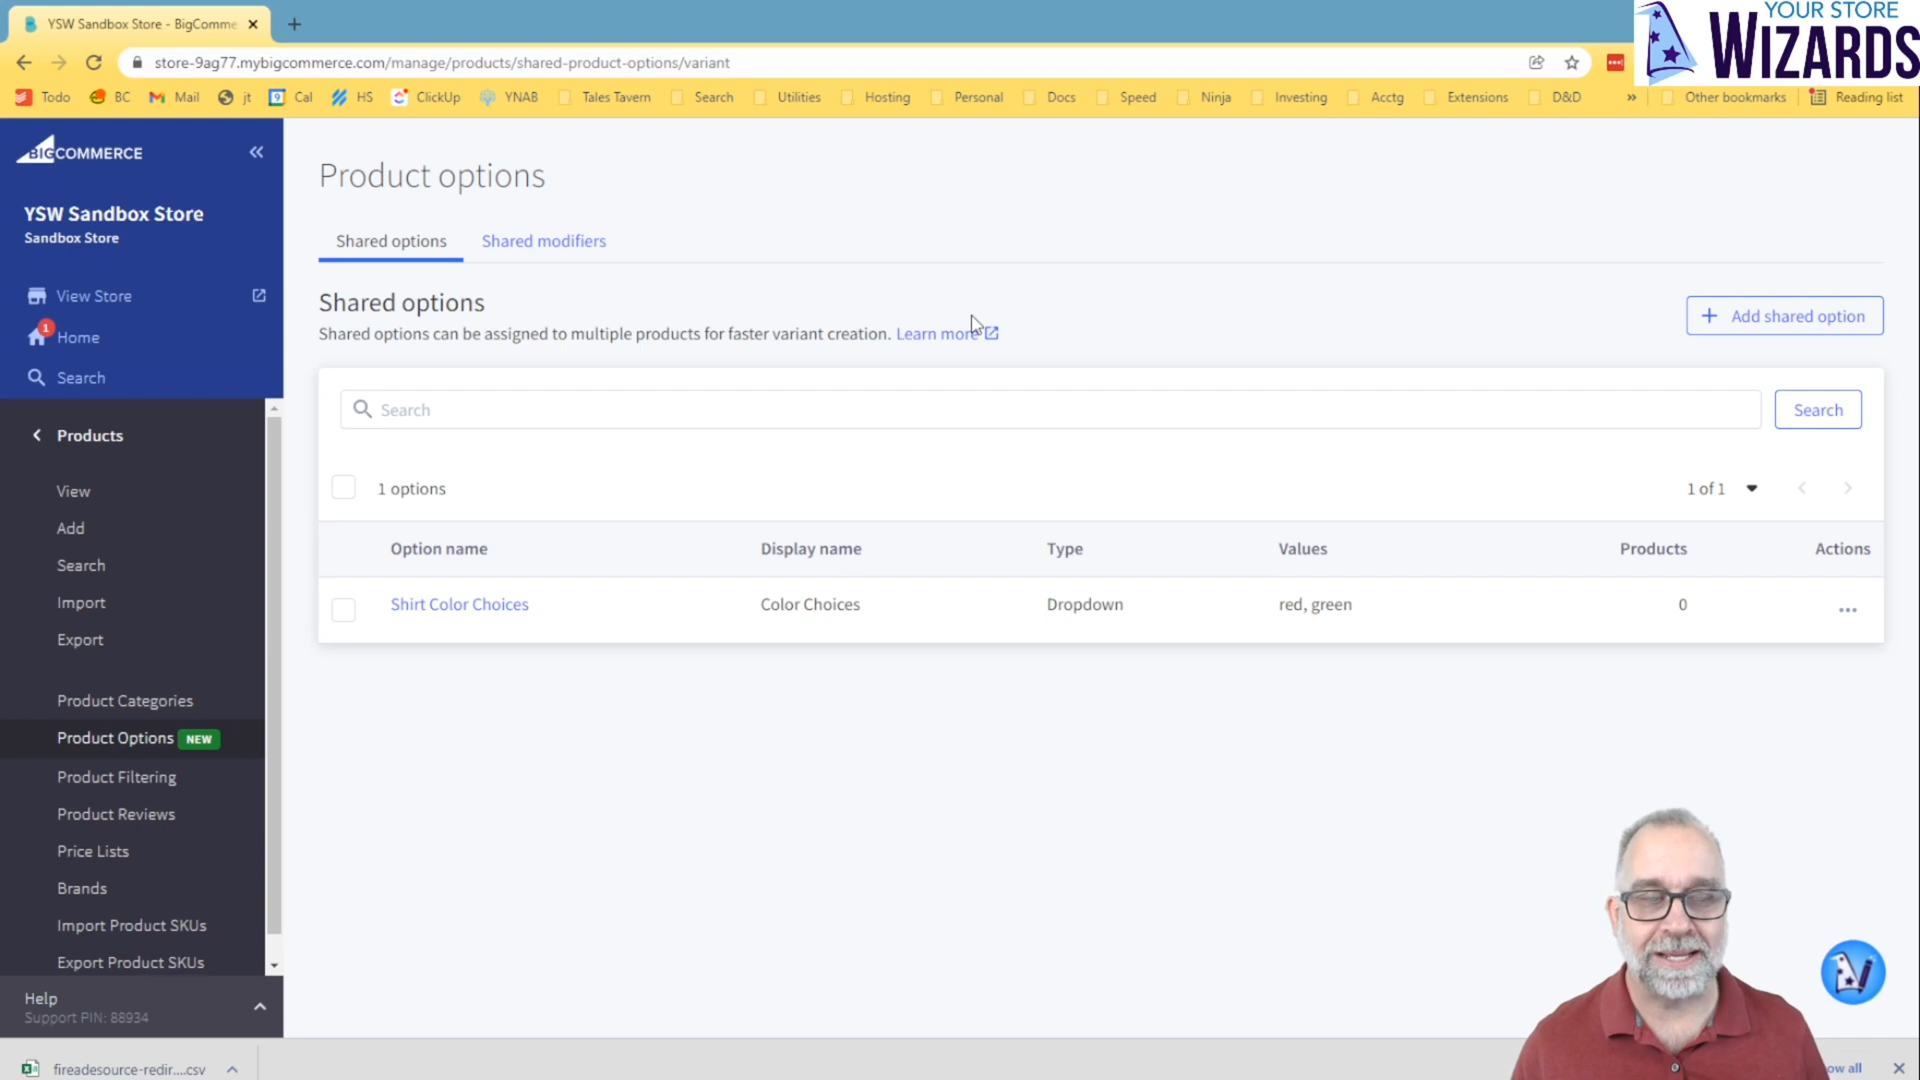 YSW Sandbox Store - BigComme
YOUR STORE
WIZARDS
store-9ag77.mybigcommerce.com/manage/products/shared-product-options/variant
Todo BC Mail jt 9 Cal HS ClickUp YNAB Tales Tavern Search Utilities Hosting Personal Docs Speed Ninja Investing Acctg Extensions D&D » Other bookmarks Reading list
BIGCOMMERCE
YSW Sandbox Store
Sandbox Store
View Store
1
Home
Search
Products
View
Add
Search
Import
Export
Product Categories
Product Options NEW
Product Filtering
Product Reviews
Price Lists
Brands
Import Product SKUs
Export Product SKUs
Help
Support PIN: 88934
Product options
Shared options Shared modifiers
Shared options
Shared options can be assigned to multiple products for faster variant creation. Learn more
+ Add shared option
Search Search
1 options 1 of 1
Option name Display name Type Values Products Actions
Shirt Color Choices Color Choices Dropdown red, green 0 ...
fireadesource-redir....csv
all